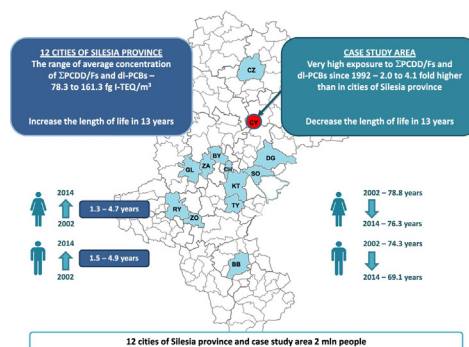 12 CITIES OF SILESIA PROVINCE
The range of average concentration
of ΣPCDD/Fs and dl-PCBs –
78.3 to 161.3 fg I-TEQ/m³
Increase the length of life in 13 years
CASE STUDY AREA
Very high exposure to ΣPCDD/Fs and
dl-PCBs since 1992 – 2.0 to 4.1 fold higher
than in cities of Silesia province
Decrease the length of life in 13 years
CZ
CY
BY
DG
GL
ZA
CH
SO
KT
RY
TY
ZO
BB
2014
1.3 – 4.7 years
2002
2014
1.5 – 4.9 years
2002
2002 – 78.8 years
2014 – 76.3 years
2002 – 74.3 years
2014 – 69.1 years
12 cities of Silesia province and case study area 2 mln people